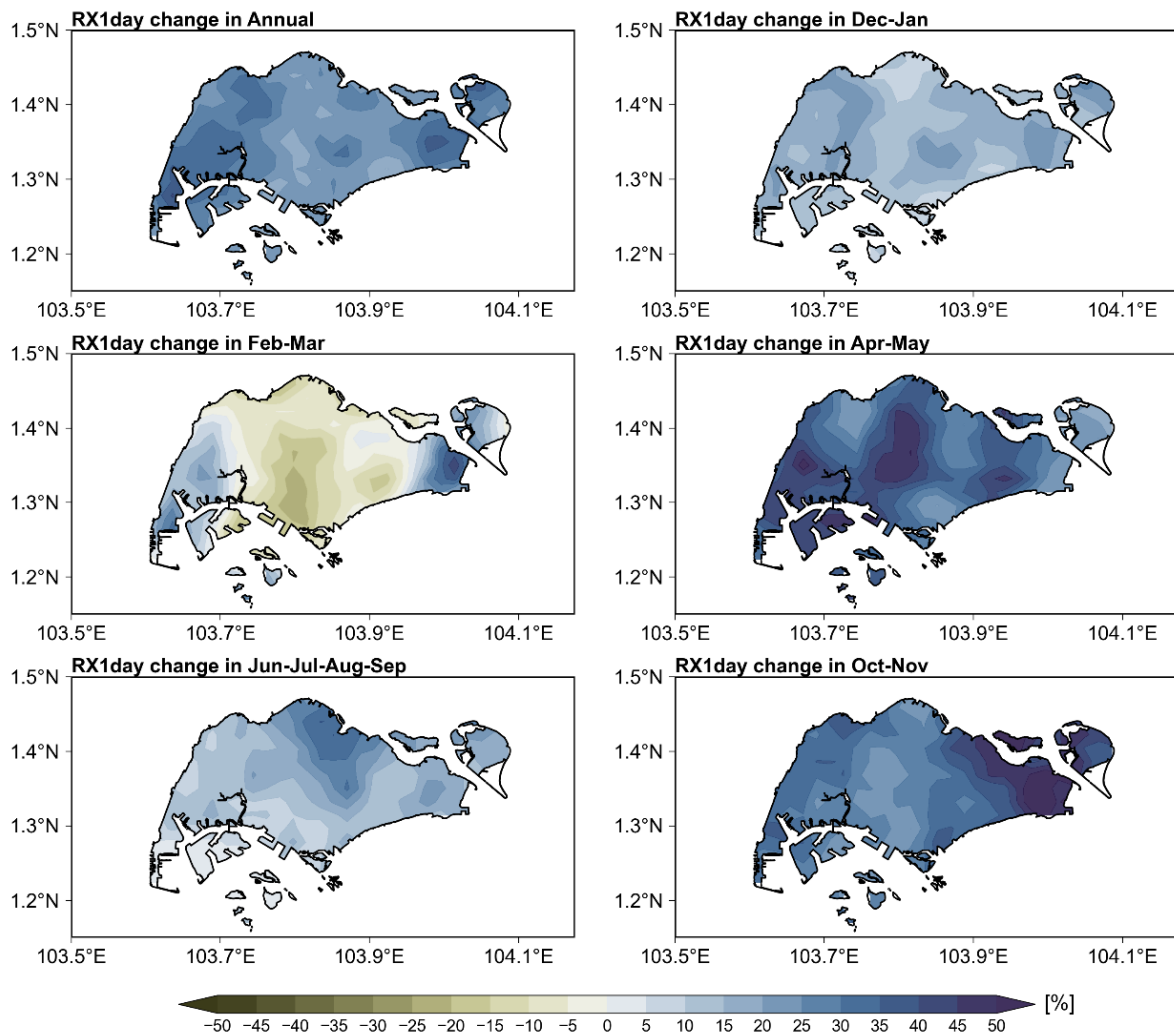 RX1day change in Annual
1.5°N
1.4°N
1.3°N
1.2°N
103.5°E 103.7°E 103.9°E 104.1°E
RX1day change in Dec-Jan
1.5°N
1.4°N
1.3°N
1.2°N
103.5°E 103.7°E 103.9°E 104.1°E
RX1day change in Feb-Mar
1.5°N
1.4°N
1.3°N
1.2°N
103.5°E 103.7°E 103.9°E 104.1°E
RX1day change in Apr-May
1.5°N
1.4°N
1.3°N
1.2°N
103.5°E 103.7°E 103.9°E 104.1°E
RX1day change in Jun-Jul-Aug-Sep
1.5°N
1.4°N
1.3°N
1.2°N
103.5°E 103.7°E 103.9°E 104.1°E
RX1day change in Oct-Nov
1.5°N
1.4°N
1.3°N
1.2°N
103.5°E 103.7°E 103.9°E 104.1°E
[%]
−50 −45 −40 −35 −30 −25 −20 −15 −10 −5 0 5 10 15 20 25 30 35 40 45 50